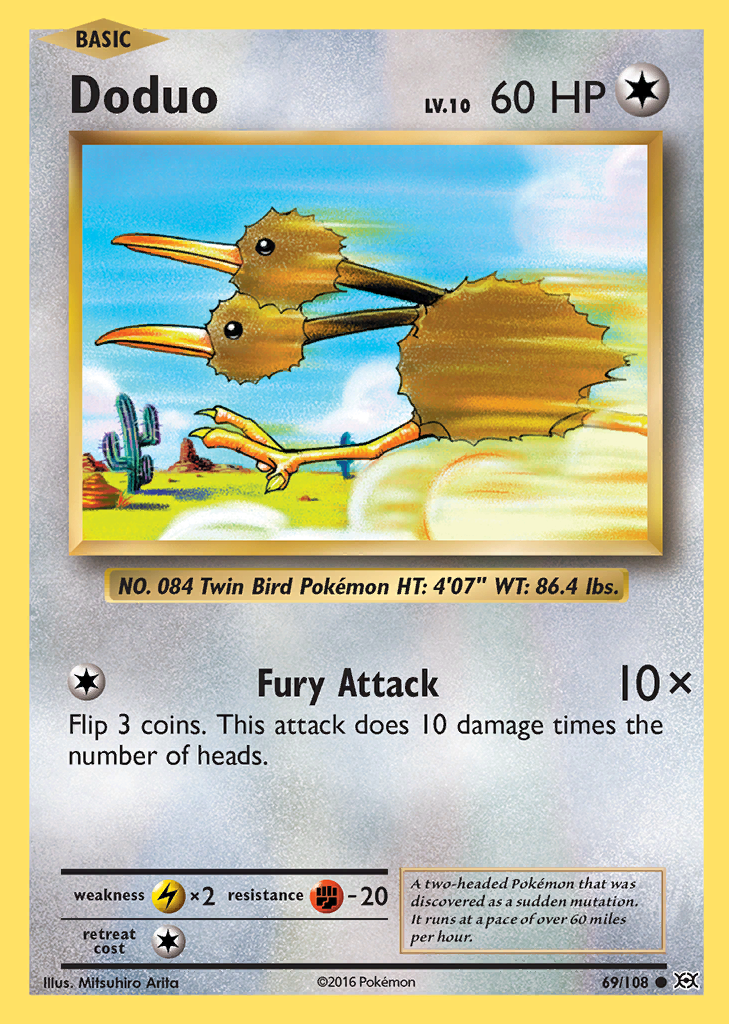 BASIC
Doduo LV.10 60 HP
NO. 084 Twin Bird Pokémon HT: 4'07" WT: 86.4 lbs.
Fury Attack 10×
Flip 3 coins. This attack does 10 damage times the
number of heads.
weakness ×2 resistance -20
retreat
cost
A two-headed Pokémon that was
discovered as a sudden mutation.
It runs at a pace of over 60 miles
per hour.
Illus. Mitsuhiro Arita ©2016 Pokémon 69/108